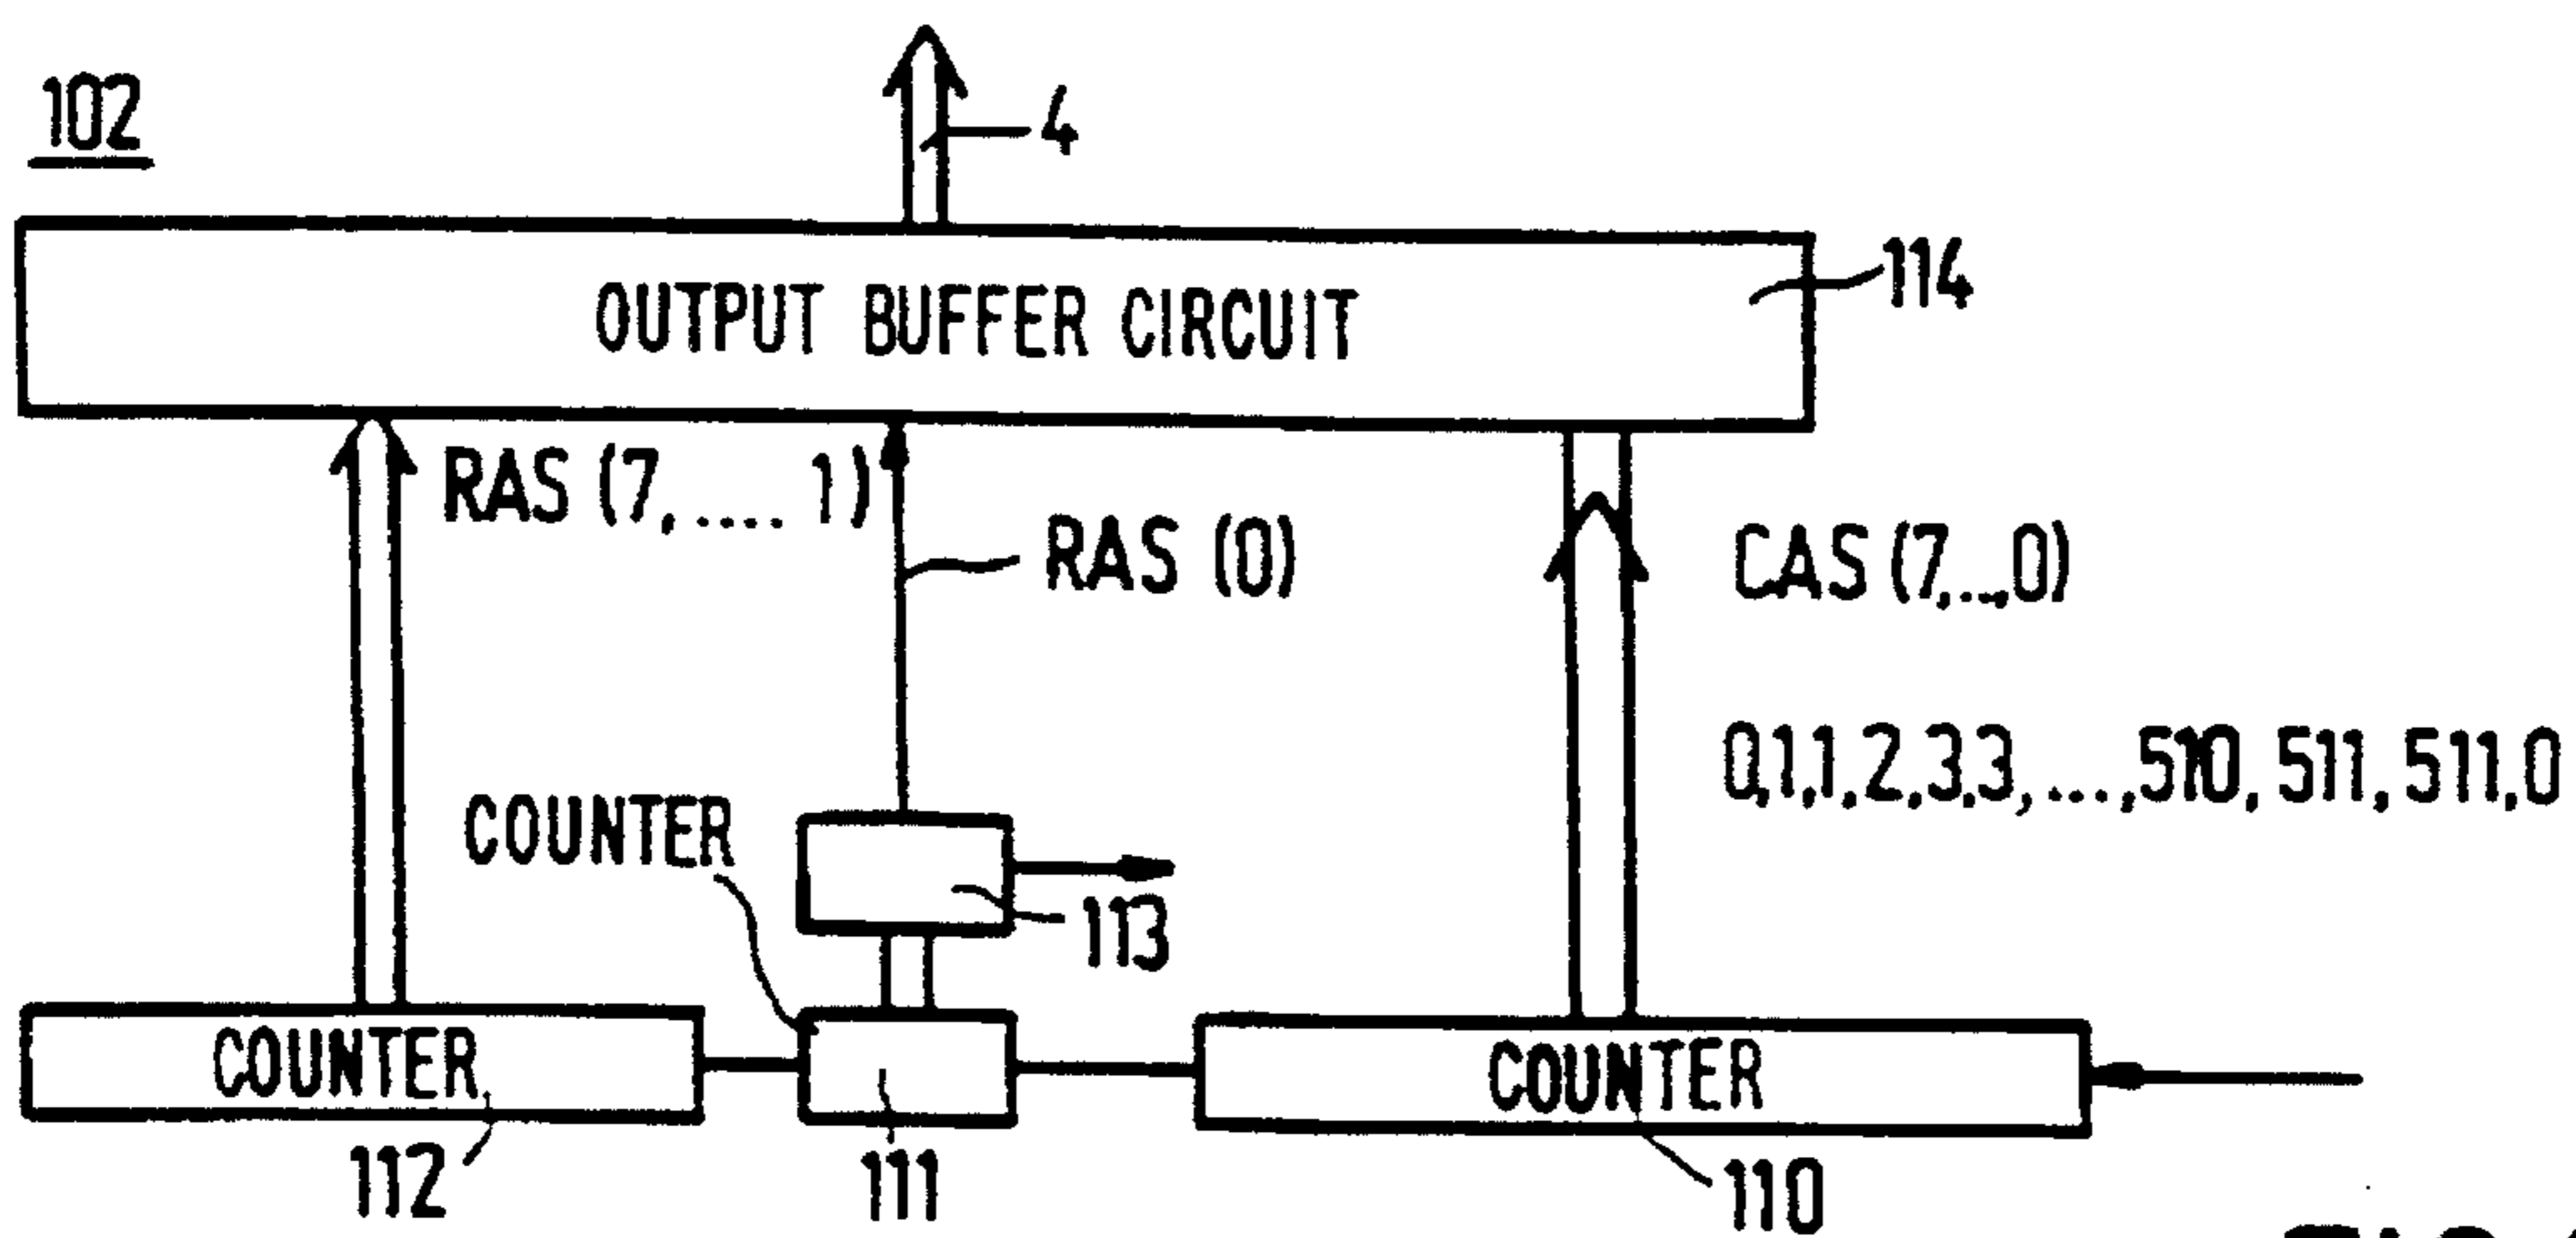 102
4
OUTPUT BUFFER CIRCUIT
114
RAS (7, .... 1)
RAS (0)
CAS (7,..,0)
0,1,1,2,3,3,...,510, 511, 511,0
COUNTER
113
COUNTER
COUNTER
112
111
110